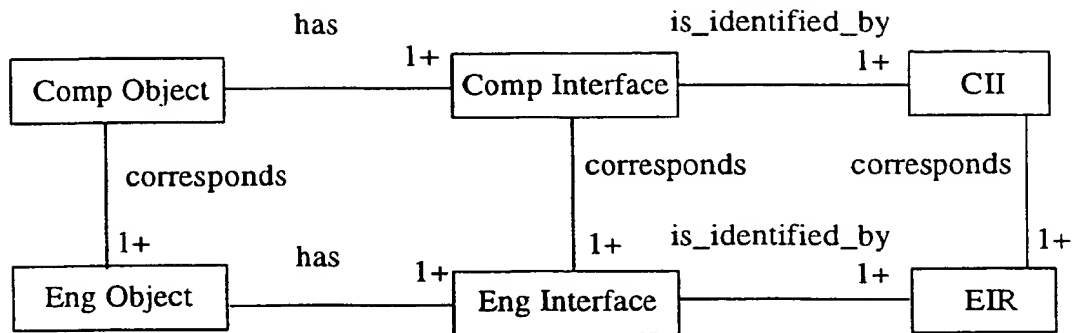 has
is_identified_by
1+
1+
Comp Object
Comp Interface
CII
corresponds
corresponds
corresponds
1+
has
1+
1+
is_identified_by
1+
1+
Eng Object
Eng Interface
EIR